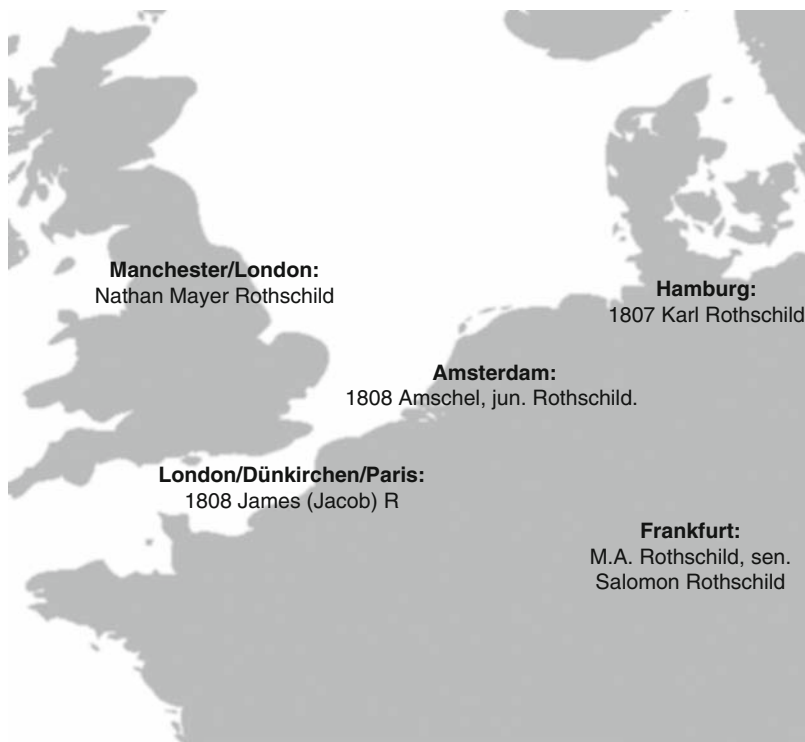 Manchester/London:
Nathan Mayer Rothschild
Hamburg:
1807 Karl Rothschild
Amsterdam:
1808 Amschel, jun. Rothschild.
London/Dünkirchen/Paris:
1808 James (Jacob) R
Frankfurt:
M.A. Rothschild, sen.
Salomon Rothschild